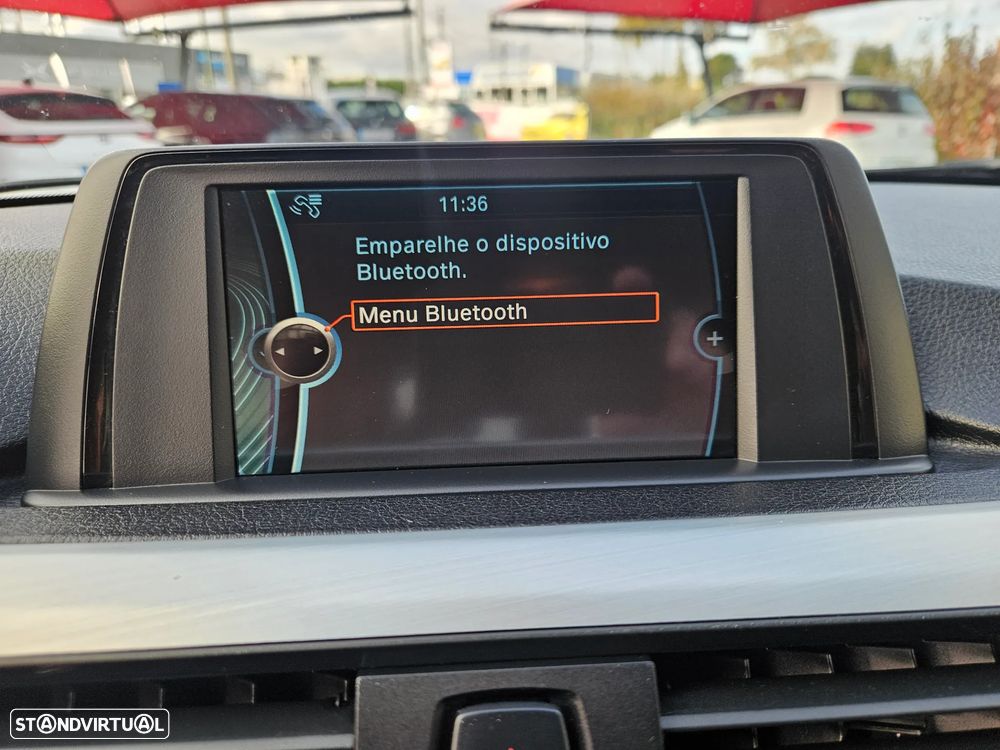 11:36
Emparelhe o dispositivo
Bluetooth.
Menu Bluetooth
STANDVIRTUAL